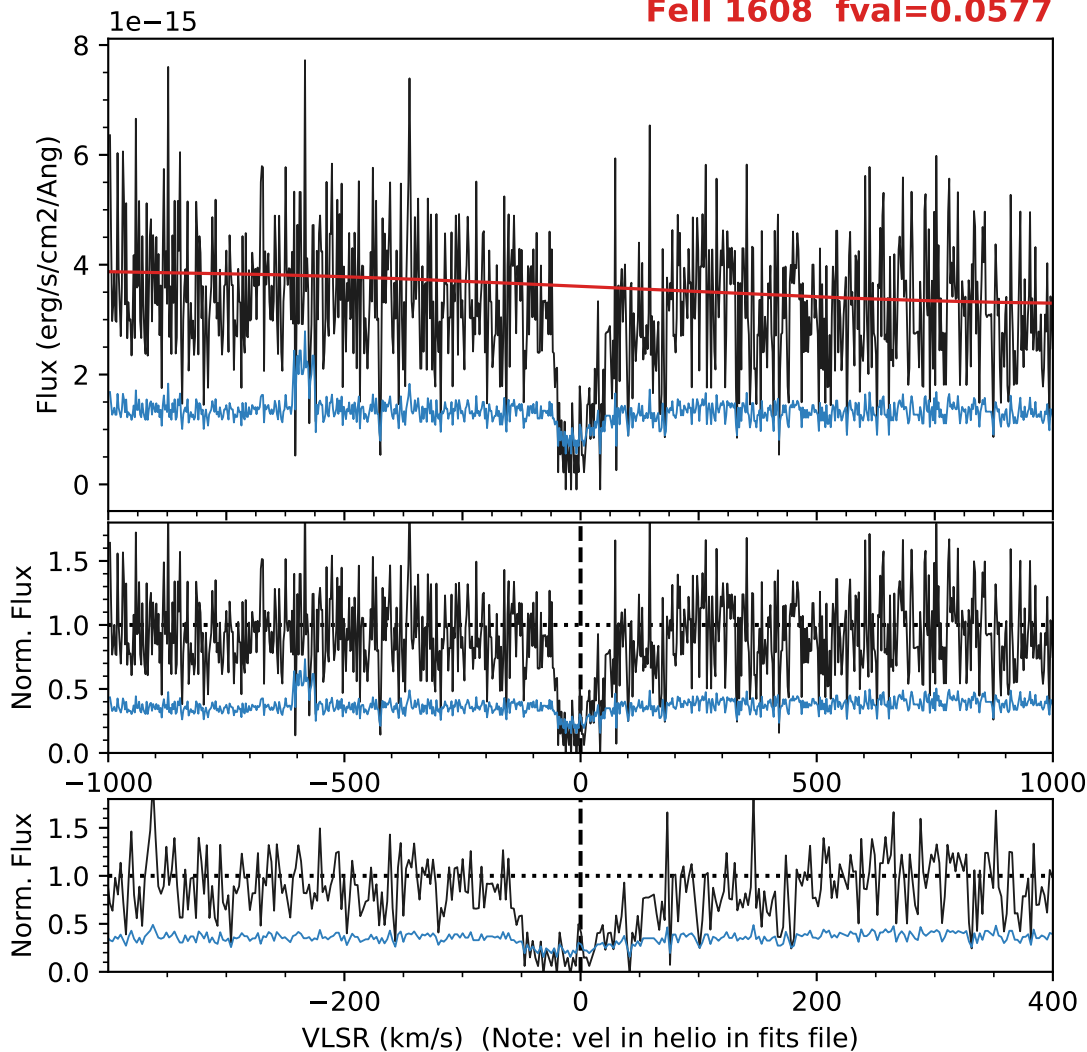 FeII 1608 fval=0.0577
1e−15
8
6
4
2
0
Flux (erg/s/cm2/Ang)
1.5
1.0
0.5
0.0
Norm. Flux
−1000 −500 0 500 1000
1.5
1.0
0.5
0.0
Norm. Flux
−200 0 200 400
VLSR (km/s) (Note: vel in helio in fits file)